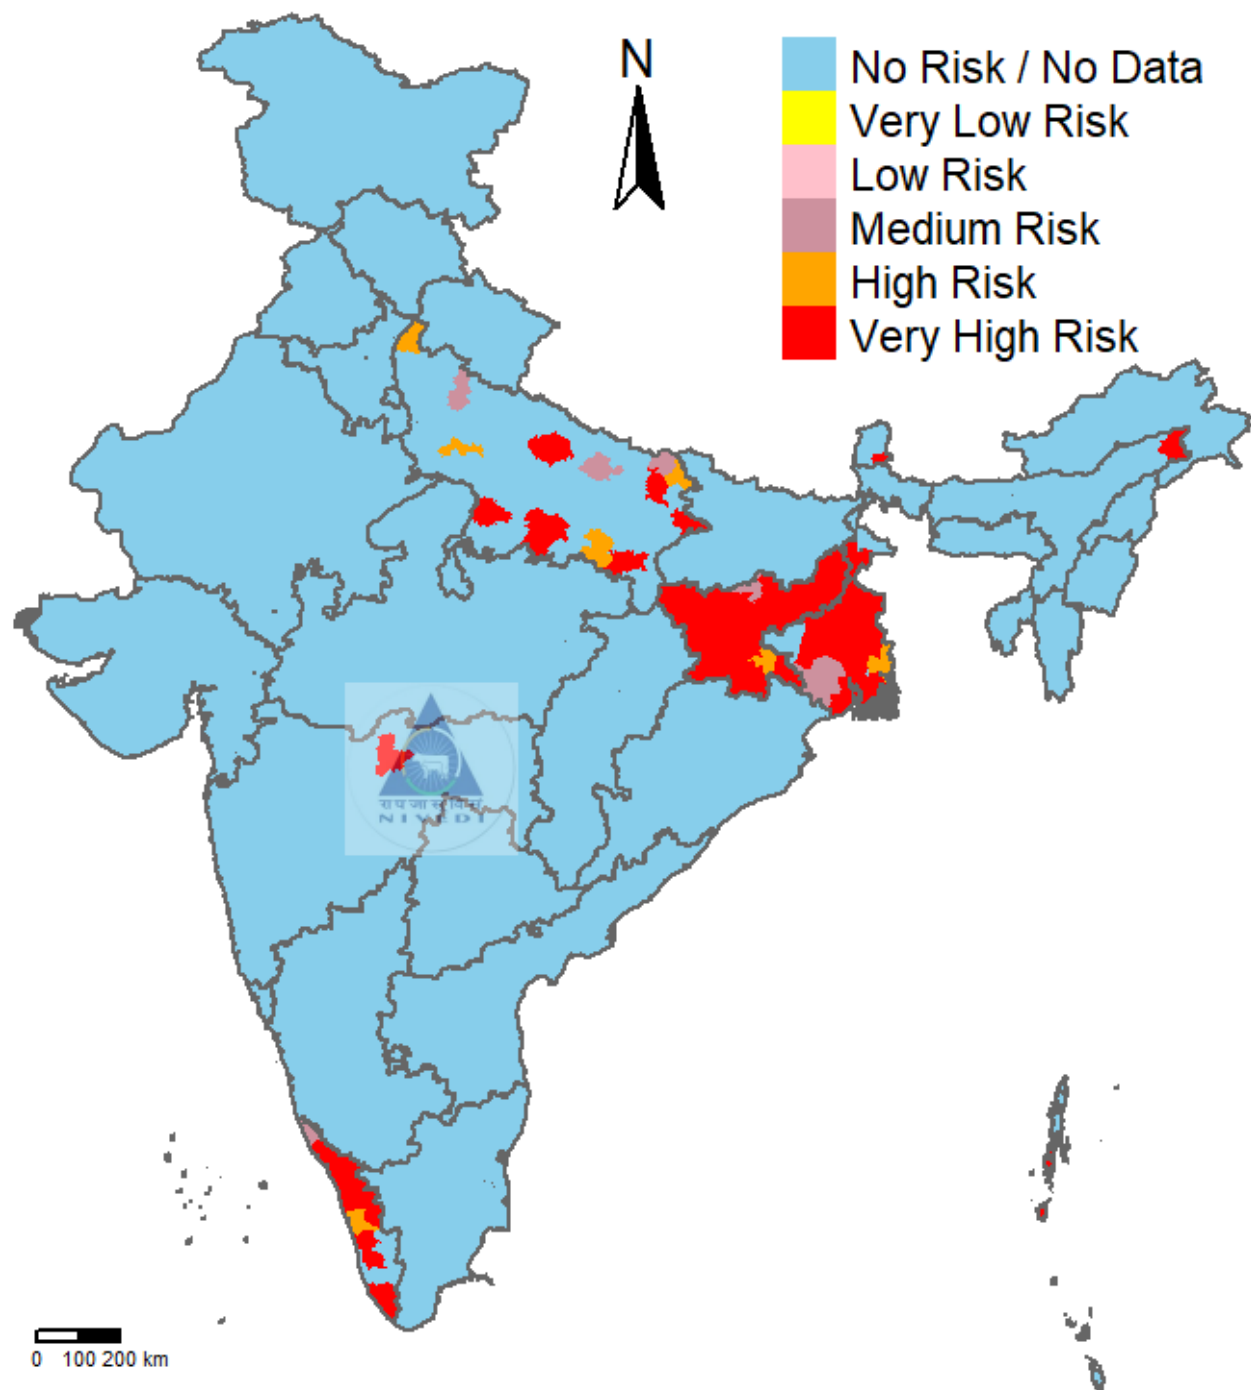 N
No Risk / No Data
Very Low Risk
Low Risk
Medium Risk
High Risk
Very High Risk
NIVEDI
0 100 200 km